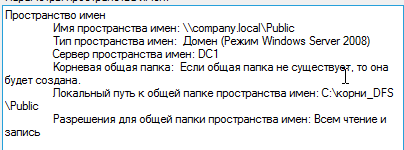 Пространство имен
Имя пространства имен: \\company.local\Public
Тип пространства имен: Домен (Режим Windows Server 2008)
Сервер пространства имен: DC1
Корневая общая папка: Если общая папка не существует, то она
будет создана.
Локальный путь к общей папке пространства имен: C:\корни_DFS
\Public
Разрешения для общей папки пространства имен: Всем чтение и
запись